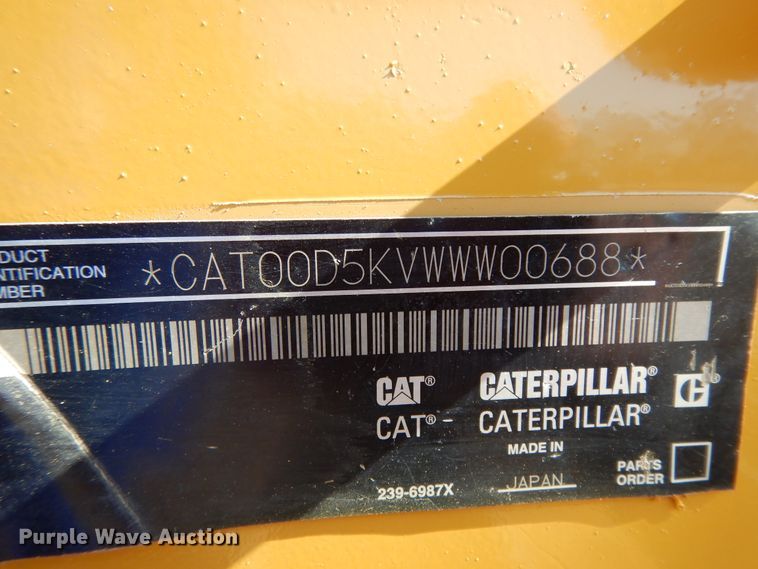 DUCT
NTIFICATION
MBER
*CAT00D5KVWWW00688*
CAT® CATERPILLAR® C
CAT® - CATERPILLAR®
MADE IN
JAPAN
239-6987X
PARTS
ORDER
Purple Wave Auction